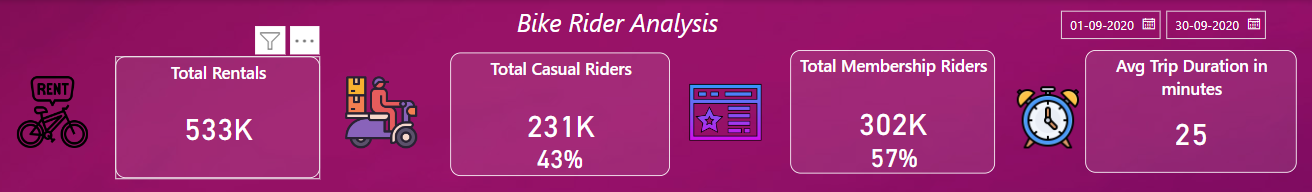 Bike Rider Analysis
01-09-2020
30-09-2020
RENT
Total Rentals
533K
Total Casual Riders
231K
43%
Total Membership Riders
302K
57%
Avg Trip Duration in
minutes
25